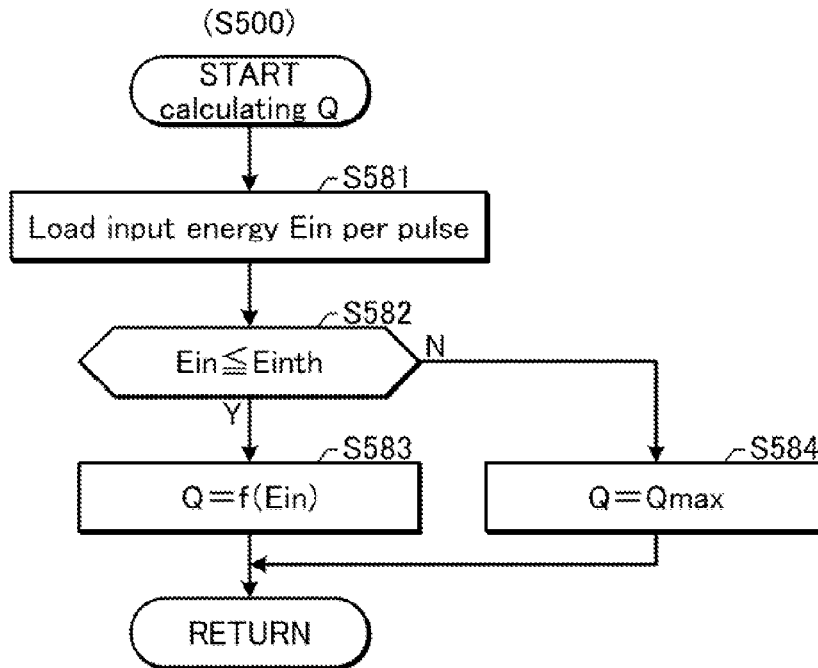 (S500)
START
calculating Q
S581
Load input energy Ein per pulse
S582
Ein≦Einth
N
Y
S583
Q=f(Ein)
S584
Q=Qmax
RETURN